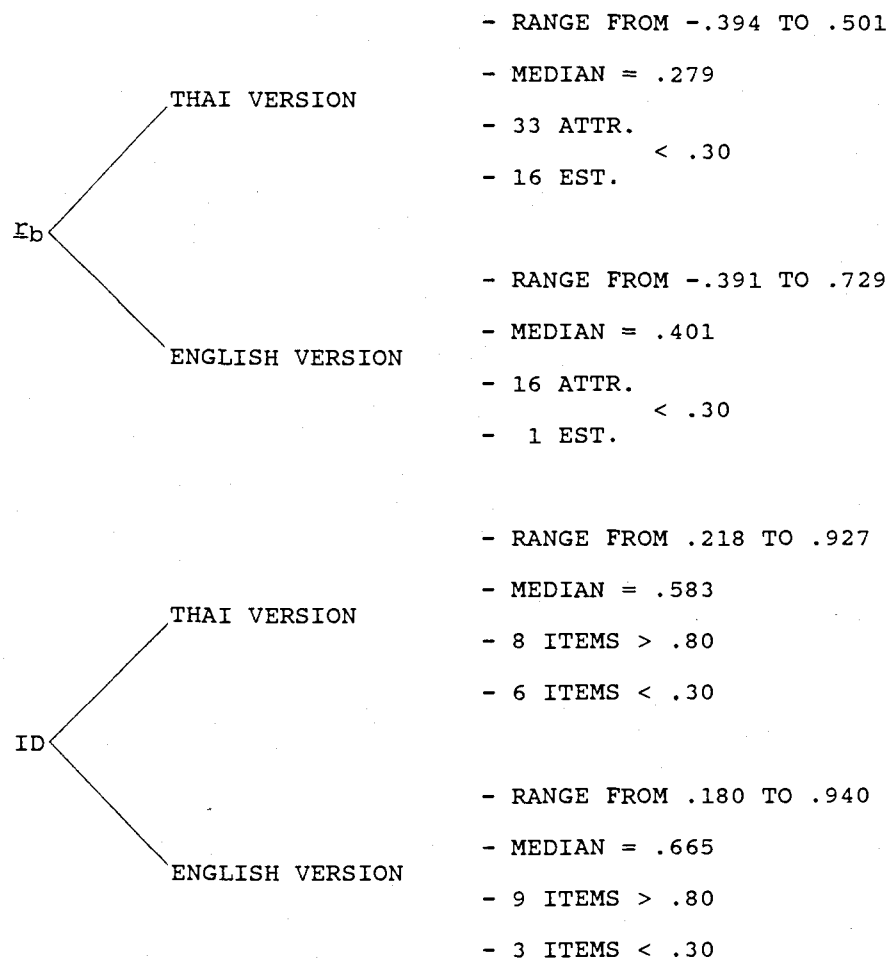 - RANGE FROM -.394 TO .501
- MEDIAN = .279
THAI VERSION
- 33 ATTR.
< .30
- 16 EST.
rb
- RANGE FROM -.391 TO .729
- MEDIAN = .401
ENGLISH VERSION
- 16 ATTR.
< .30
- 1 EST.
- RANGE FROM .218 TO .927
- MEDIAN = .583
THAI VERSION
- 8 ITEMS > .80
- 6 ITEMS < .30
ID
- RANGE FROM .180 TO .940
- MEDIAN = .665
ENGLISH VERSION
- 9 ITEMS > .80
- 3 ITEMS < .30